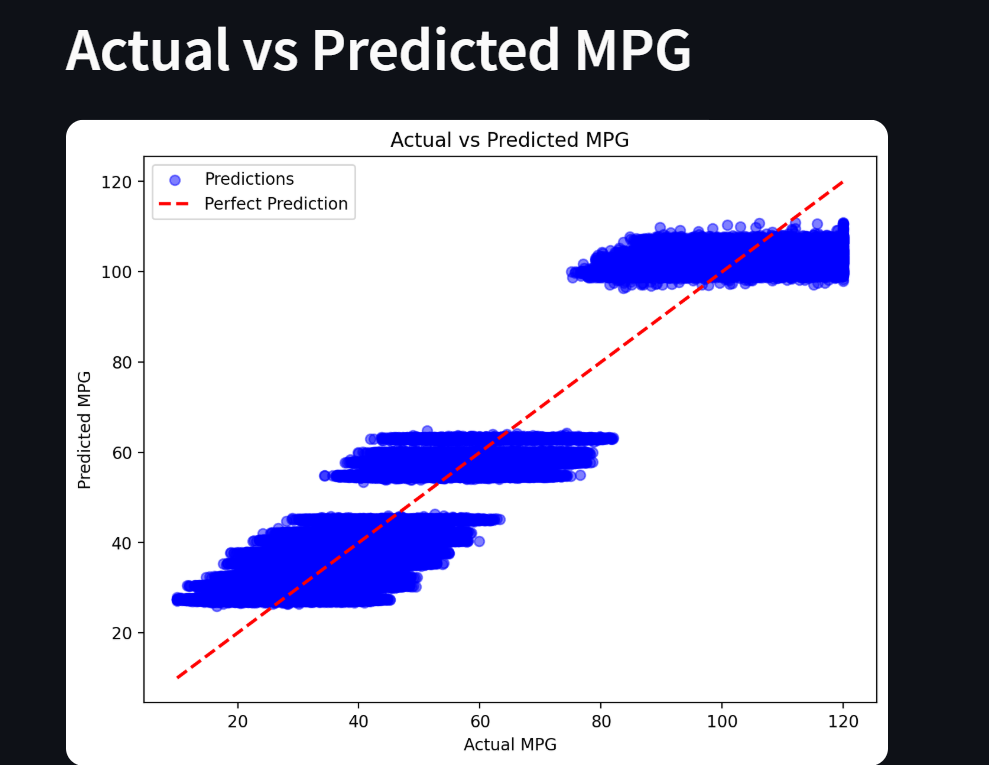 Actual vs Predicted MPG
Actual vs Predicted MPG
Predictions
Perfect Prediction
120
100
80
60
40
20
Predicted MPG
20 40 60 80 100 120
Actual MPG